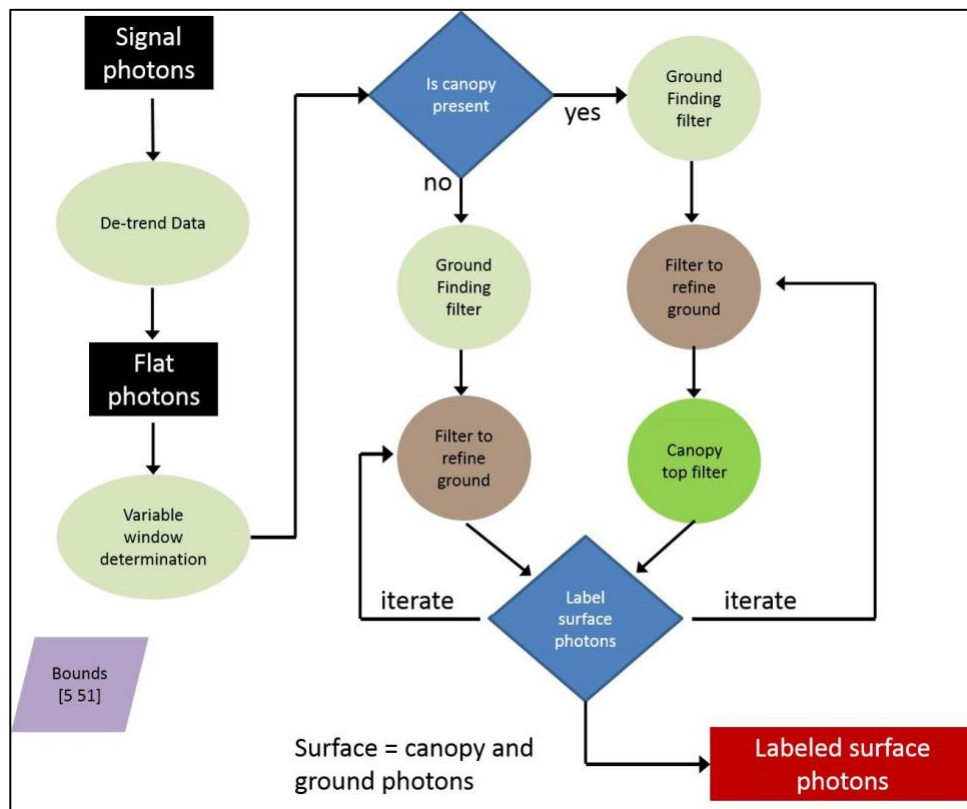 Signal
photons
De-trend Data
Flat
photons
Variable
window
determination
Bounds
[5 51]
Is canopy
present
yes
no
Ground
Finding
filter
Filter to
refine
ground
Canopy
top filter
Ground
Finding
filter
Filter to
refine
ground
iterate
Label
surface
photons
iterate
Surface = canopy and
ground photons
Labeled surface
photons